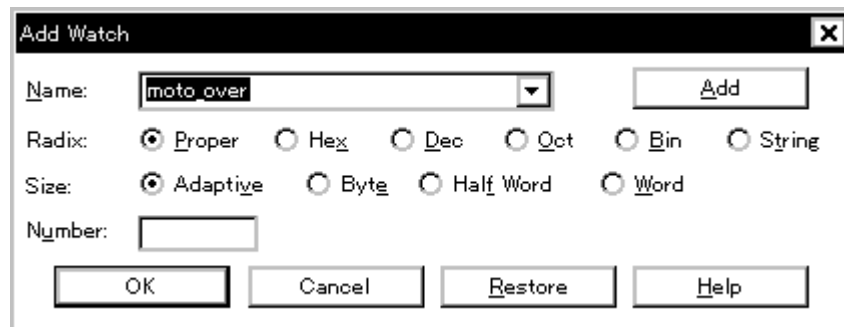 Add Watch
Name: moto_over Add
Radix: Proper Hex Dec Oct Bin String
Size: Adaptive Byte Half Word Word
Number:
OK Cancel Restore Help